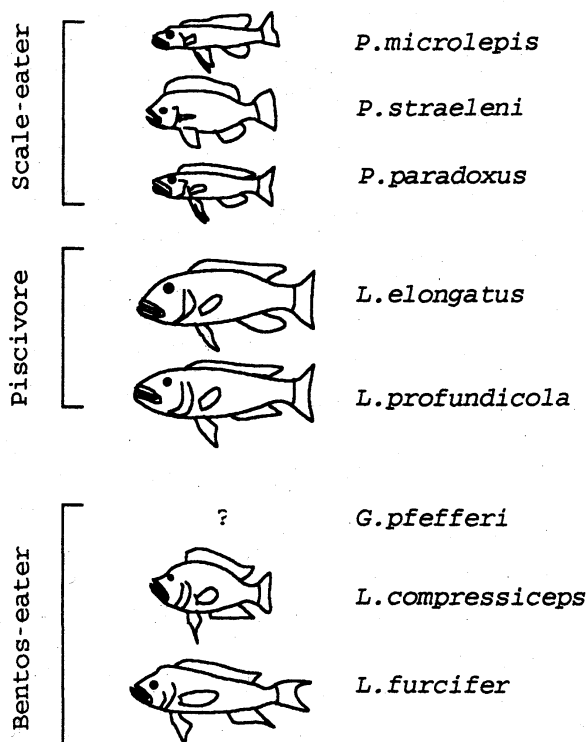 Scale-eater
P.microlepis
P.straeleni
P.paradoxus
Piscivore
L.elongatus
L.profundicola
Bentos-eater
?
G.pfefferi
L.compressiceps
L.furcifer